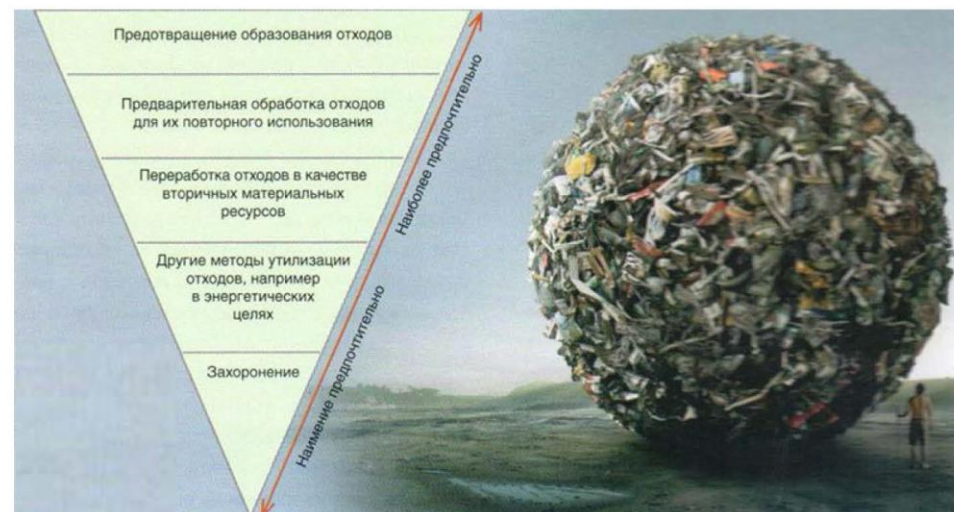 Предотвращение образования отходов
Предварительная обработка отходов
для их повторного использования
Переработка отходов в качестве
вторичных материальных
ресурсов
Другие методы утилизации
отходов, например
в энергетических
целях
Захоронение
Наиболее предпочтительно
Наимение предпочтительно